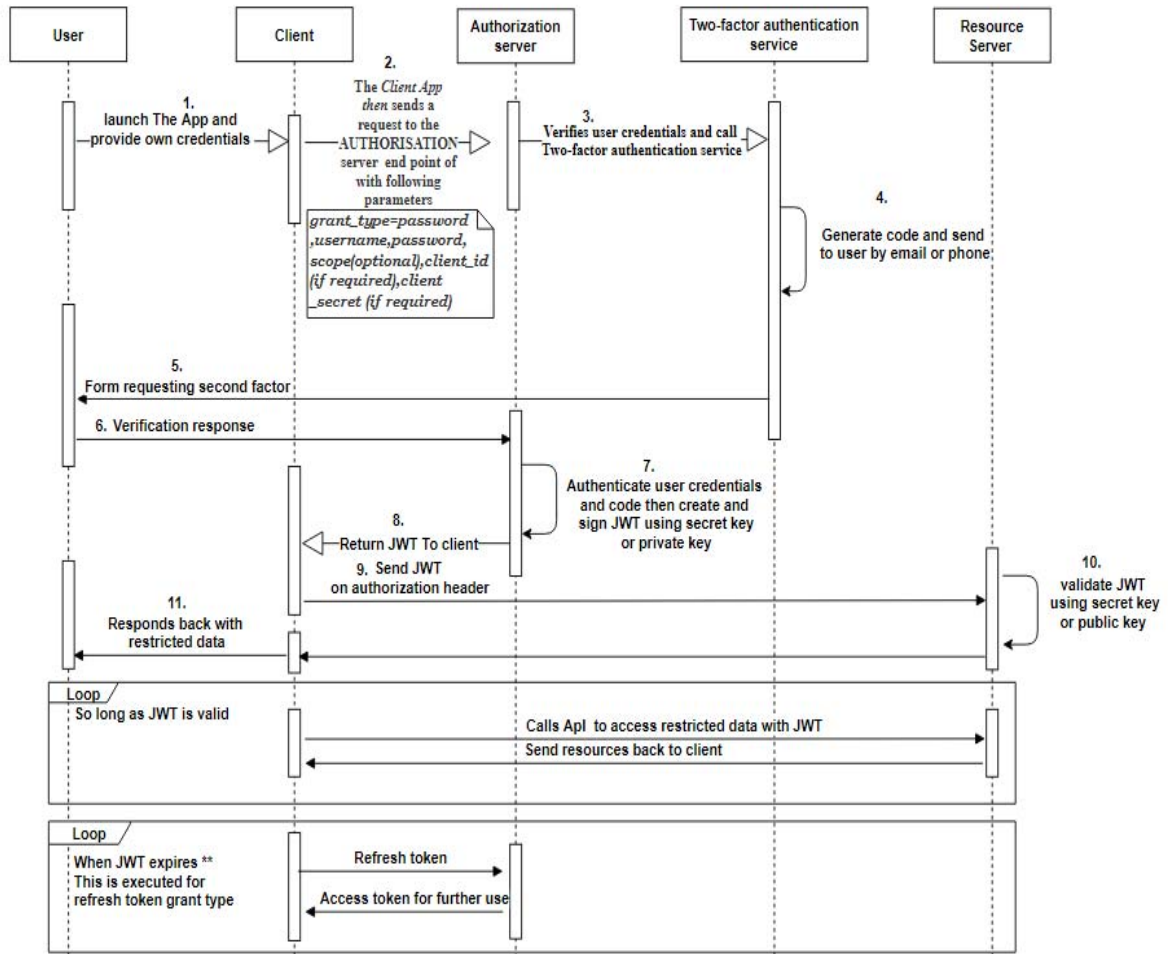 User
Client
Authorization
server
Two-factor authentication
service
Resource
Server
1.
launch The App and
provide own credentials
2.
The Client App
then sends a
request to the
AUTHORISATION
server end point of
with following
parameters
grant_type=password
,username,password,
scope(optional),client_id
(if required),client
_secret (if required)
3.
Verifies user credentials and call
Two-factor authentication service
4.
Generate code and send
to user by email or phone
5.
Form requesting second factor
6. Verification response
7.
Authenticate user credentials
and code then create and
sign JWT using secret key
or private key
8.
Return JWT To client
9. Send JWT
on authorization header
10.
validate JWT
using secret key
or public key
11.
Responds back with
restricted data
Loop
So long as JWT is valid
Calls ApI to access restricted data with JWT
Send resources back to client
Loop
When JWT expires **
This is executed for
refresh token grant type
Refresh token
Access token for further use